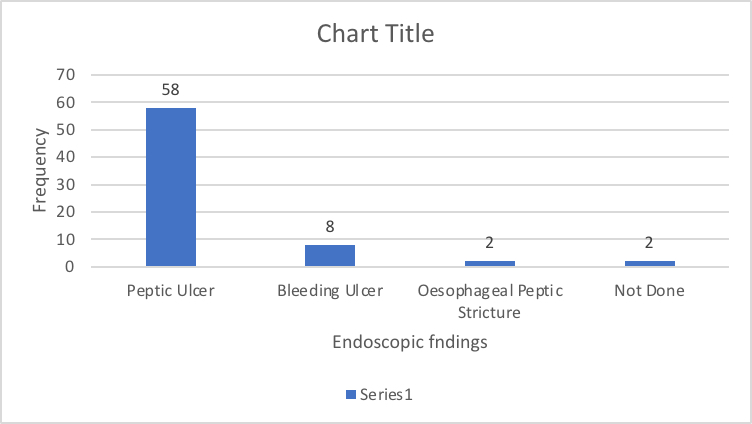 Chart Title
70
60
50
40
30
20
10
0
Frequency
58
8
2
2
Peptic Ulcer
Bleeding Ulcer
Oesophageal Peptic
Stricture
Not Done
Endoscopic fndings
Series1